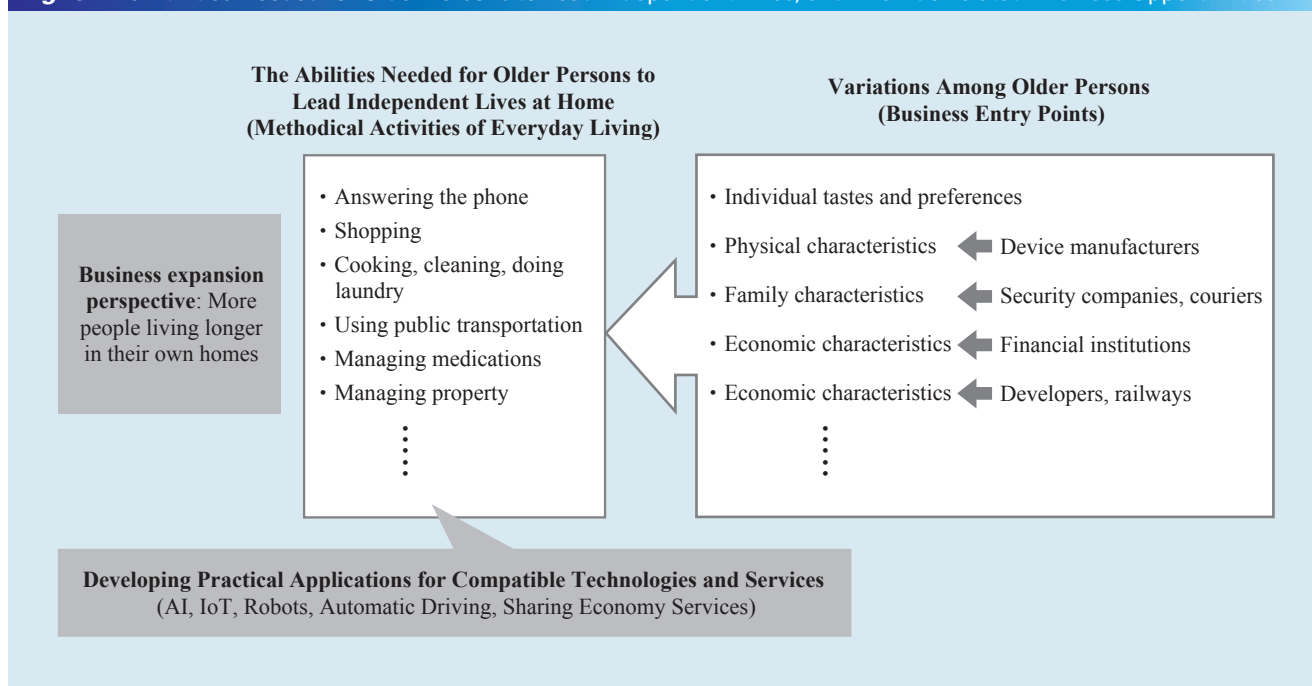 The Abilities Needed for Older Persons to
Lead Independent Lives at Home
(Methodical Activities of Everyday Living)
Variations Among Older Persons
(Business Entry Points)
Business expansion
perspective: More
people living longer
in their own homes
・Answering the phone
・Shopping
・Cooking, cleaning, doing
laundry
・Using public transportation
・Managing medications
・Managing property
・Individual tastes and preferences
・Physical characteristics Device manufacturers
・Family characteristics Security companies, couriers
・Economic characteristics Financial institutions
・Economic characteristics Developers, railways
Developing Practical Applications for Compatible Technologies and Services
(AI, IoT, Robots, Automatic Driving, Sharing Economy Services)